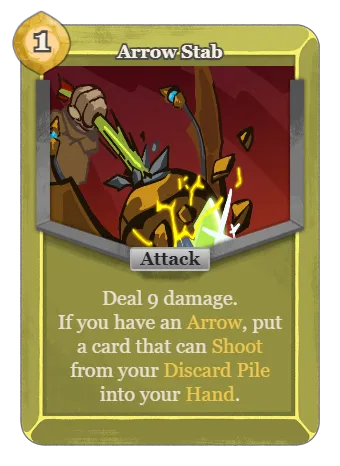 1
Arrow Stab
Attack
Deal 9 damage.
If you have an Arrow, put
a card that can Shoot
from your Discard Pile
into your Hand.